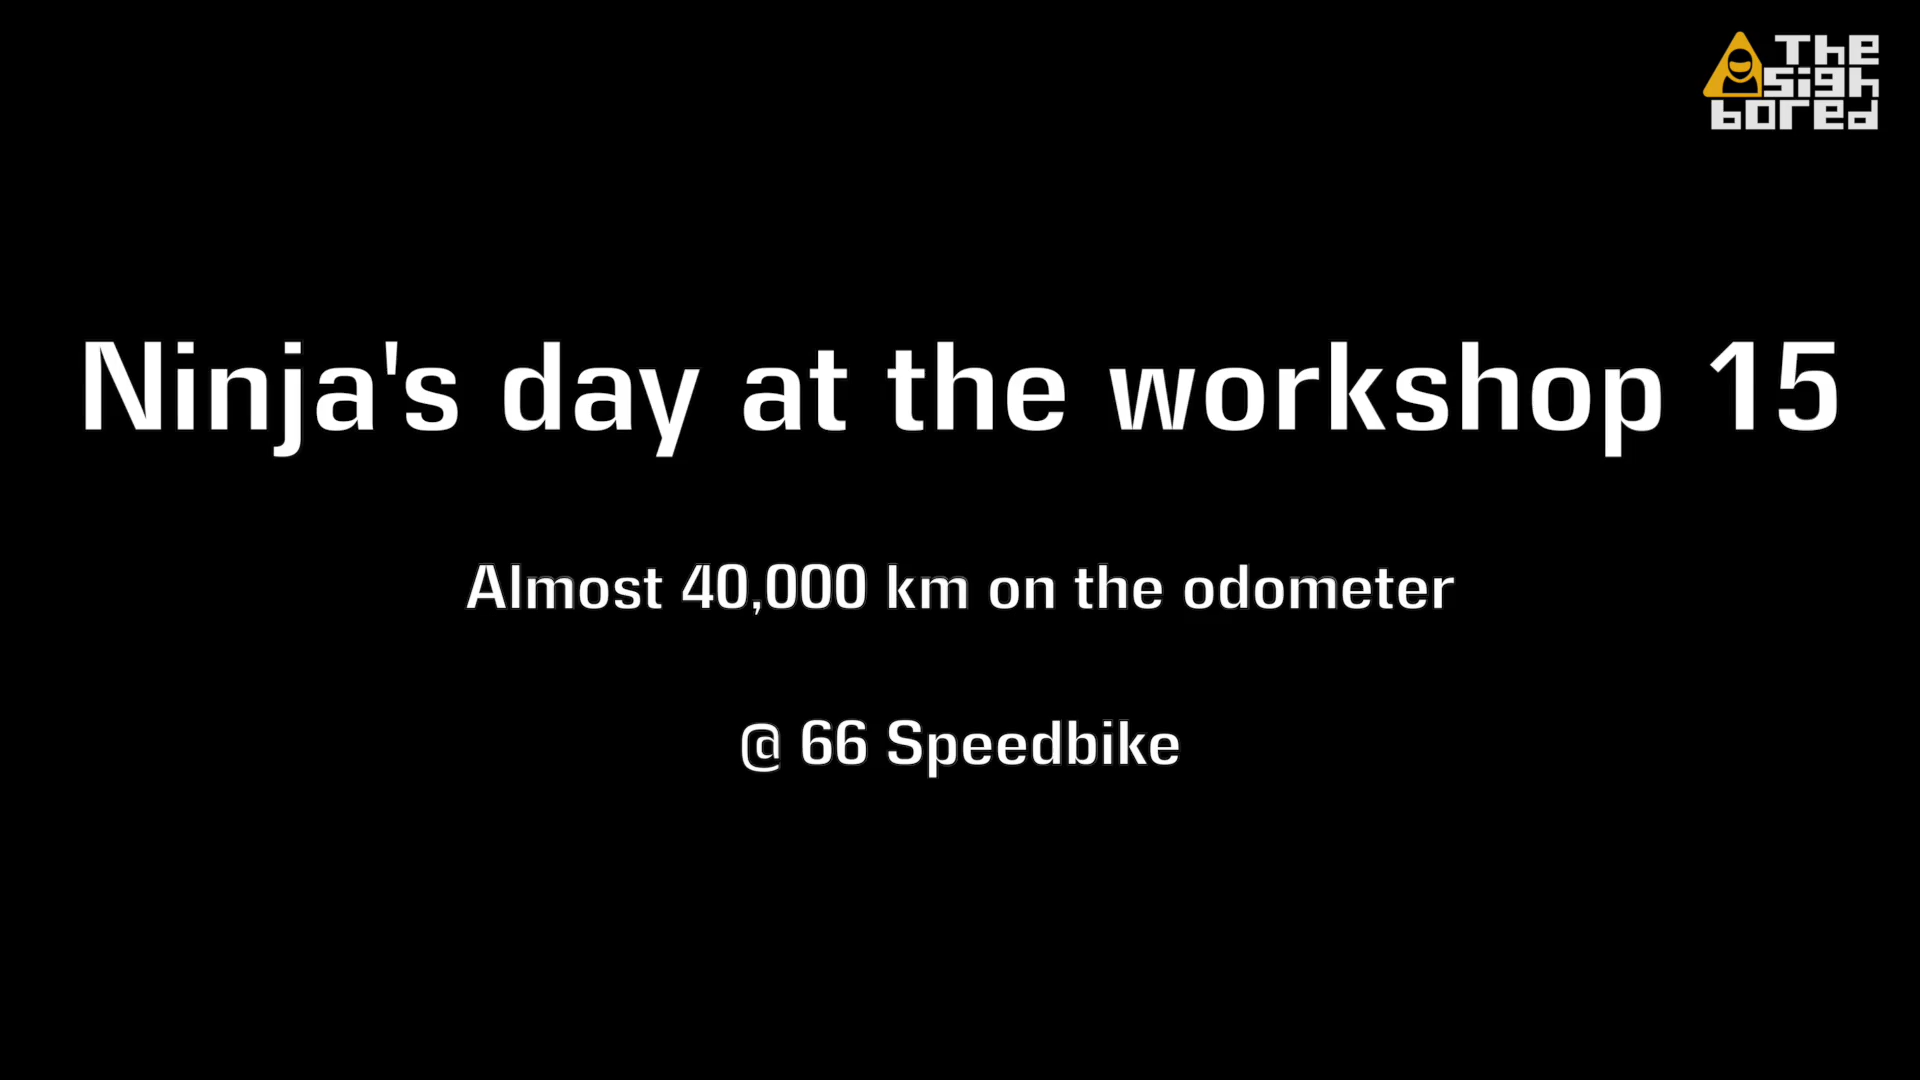 The
sigh
bored
Ninja's day at the workshop 15
Almost 40,000 km on the odometer
@ 66 Speedbike